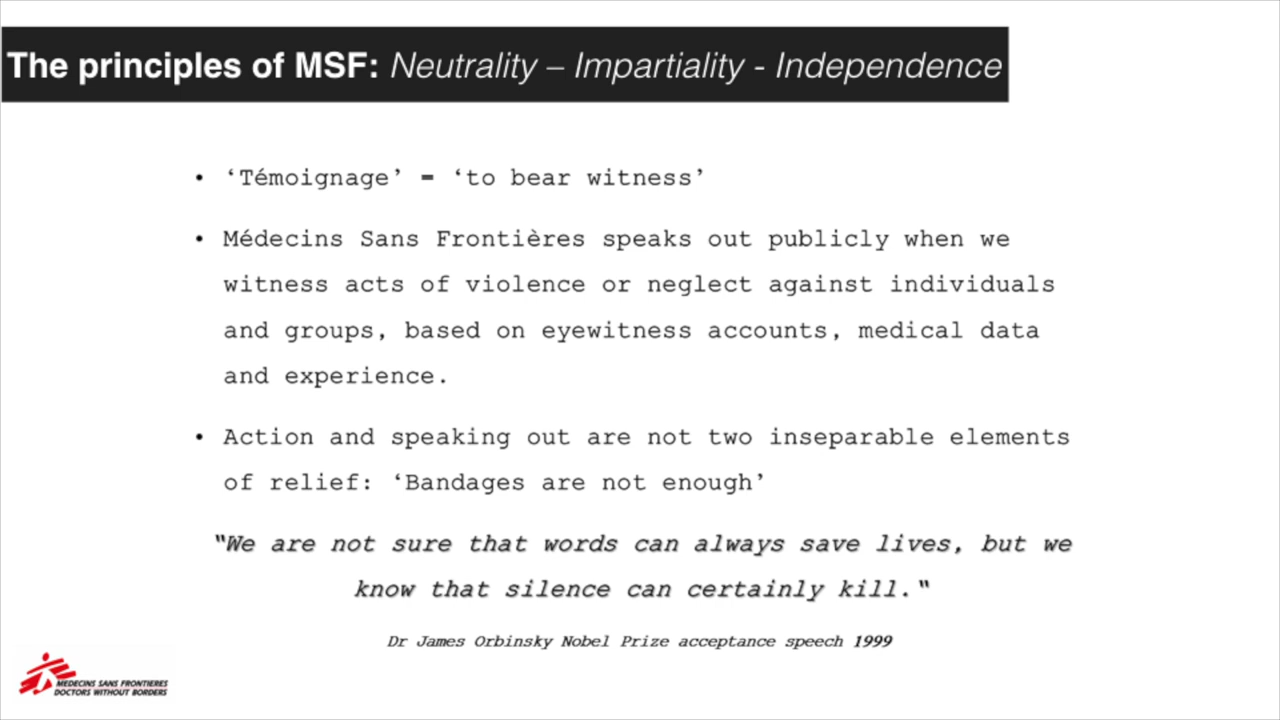 The principles of MSF: Neutrality – Impartiality - Independence
• ‘Témoignage’ = ‘to bear witness’
• Médecins Sans Frontières speaks out publicly when we
witness acts of violence or neglect against individuals
and groups, based on eyewitness accounts, medical data
and experience.
• Action and speaking out are not two inseparable elements
of relief: ‘Bandages are not enough’
"We are not sure that words can always save lives, but we
know that silence can certainly kill."
Dr James Orbinsky Nobel Prize acceptance speech 1999
MEDECINS SANS FRONTIERES
DOCTORS WITHOUT BORDERS